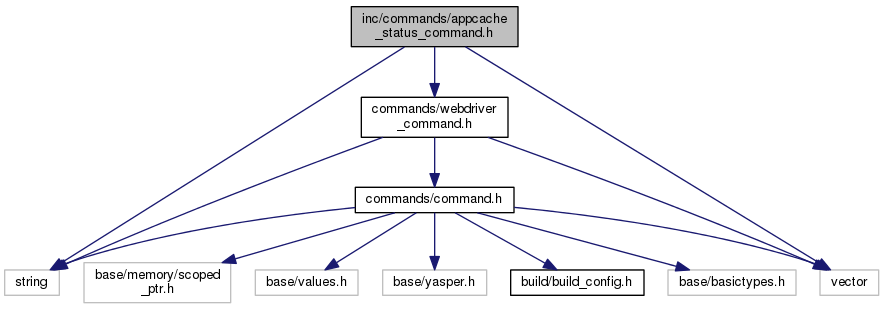 inc/commands/appcache
_status_command.h
commands/webdriver
_command.h
commands/command.h
string
base/memory/scoped
_ptr.h
base/values.h
base/yasper.h
build/build_config.h
base/basictypes.h
vector